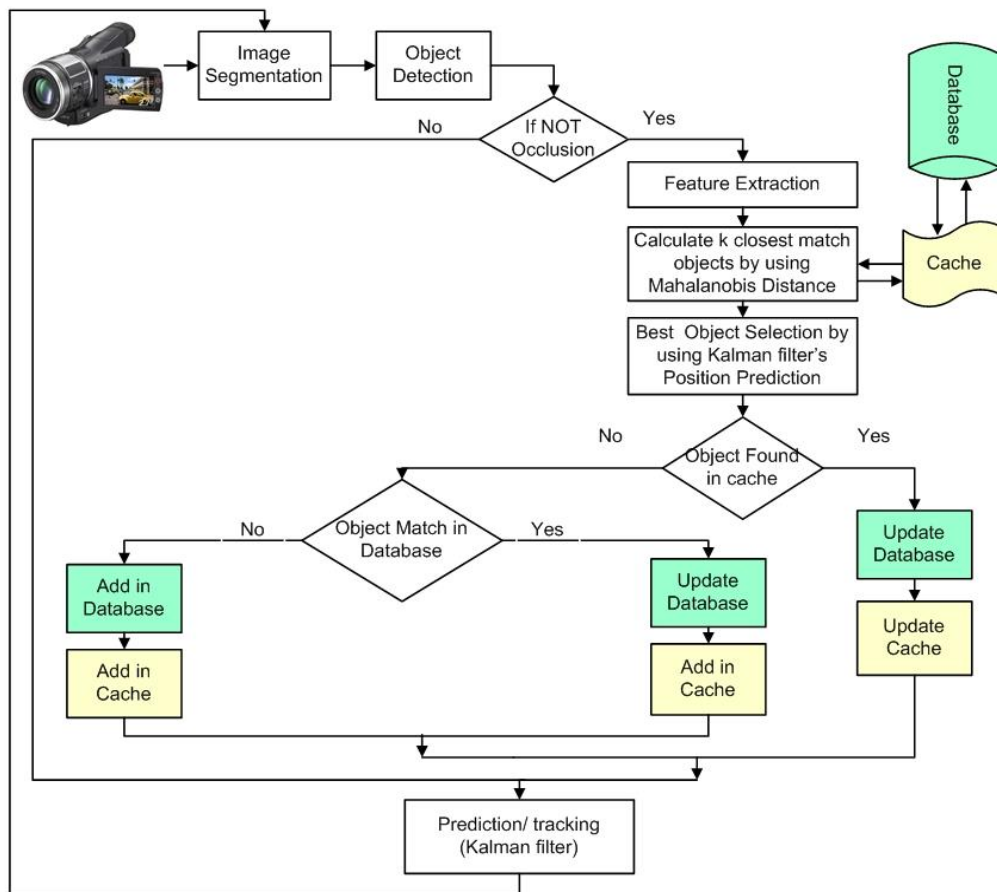 Image
Segmentation
Object
Detection
Database
No
If NOT
Occlusion
Yes
Feature Extraction
Calculate k closest match
objects by using
Mahalanobis Distance
Cache
Best Object Selection by
using Kalman filter's
Position Prediction
No
Object Found
in cache
Yes
No
Object Match in
Database
Yes
Update
Database
Add in
Database
Update
Database
Update
Cache
Add in
Cache
Add in
Cache
Prediction/ tracking
(Kalman filter)